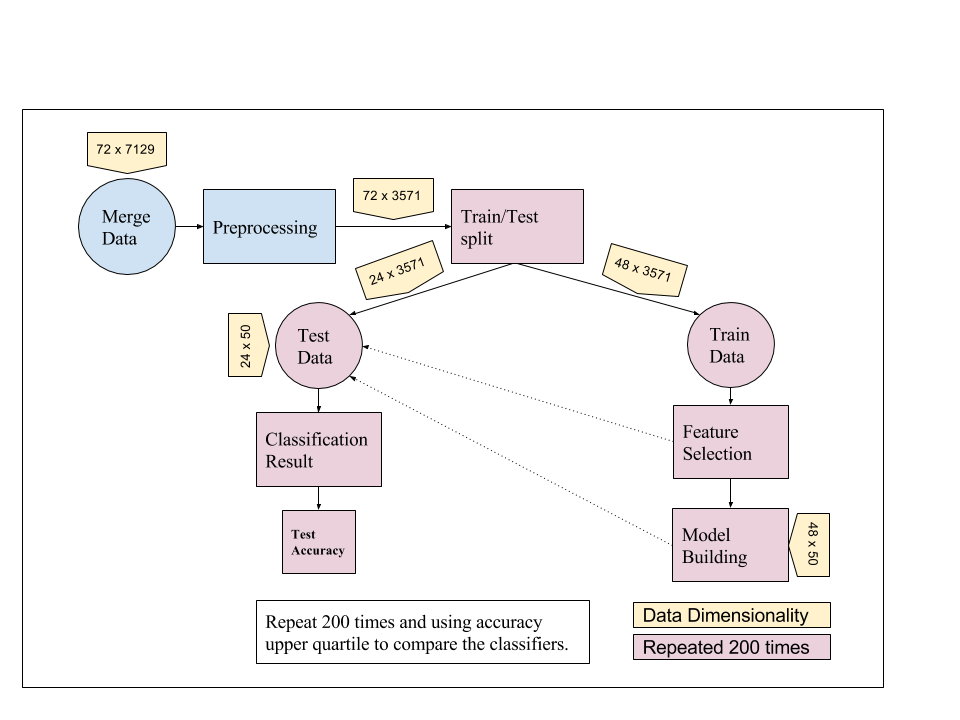 72 x 7129
Merge
Data
Preprocessing
72 x 3571
Train/Test
split
24 x 3571
48 x 3571
24 x 50
Test
Data
Train
Data
Classification
Result
Feature
Selection
Test
Accuracy
Model
Building
48 x 50
Repeat 200 times and using accuracy
upper quartile to compare the classifiers.
Data Dimensionality
Repeated 200 times